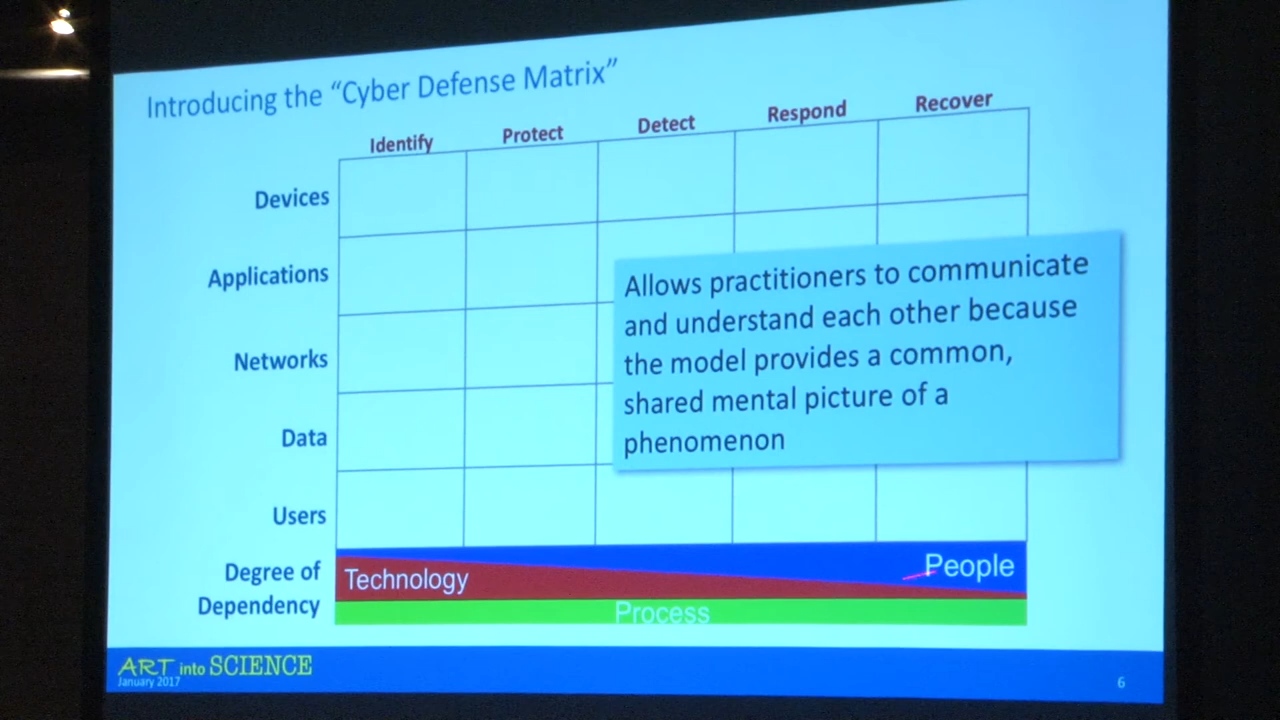 Introducing the “Cyber Defense Matrix”
Identify Protect Detect Respond Recover
Devices
Applications
Networks
Data
Users
Allows practitioners to communicate
and understand each other because
the model provides a common,
shared mental picture of a
phenomenon
Degree of
Dependency
Technology
People
Process
ART into SCIENCE
January 2017
6